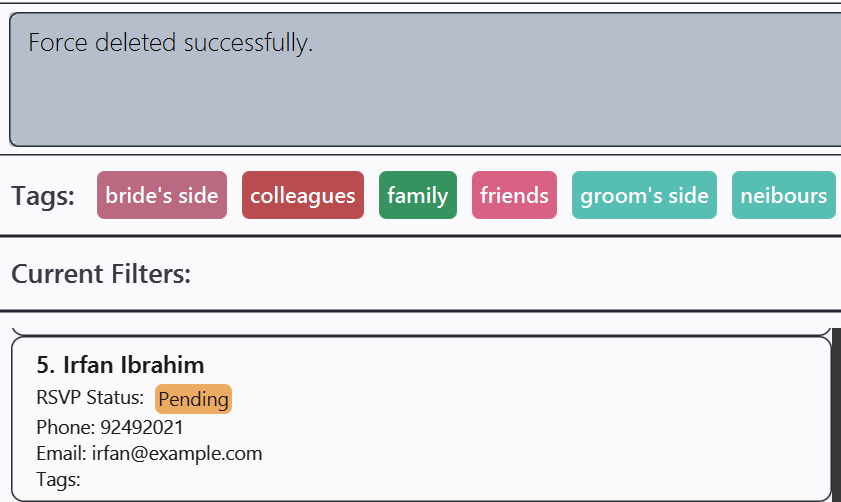 Force deleted successfully.
Tags: bride's side colleagues family friends groom's side neibours
Current Filters:
5. Irfan Ibrahim
RSVP Status: Pending
Phone: 92492021
Email: irfan@example.com
Tags: